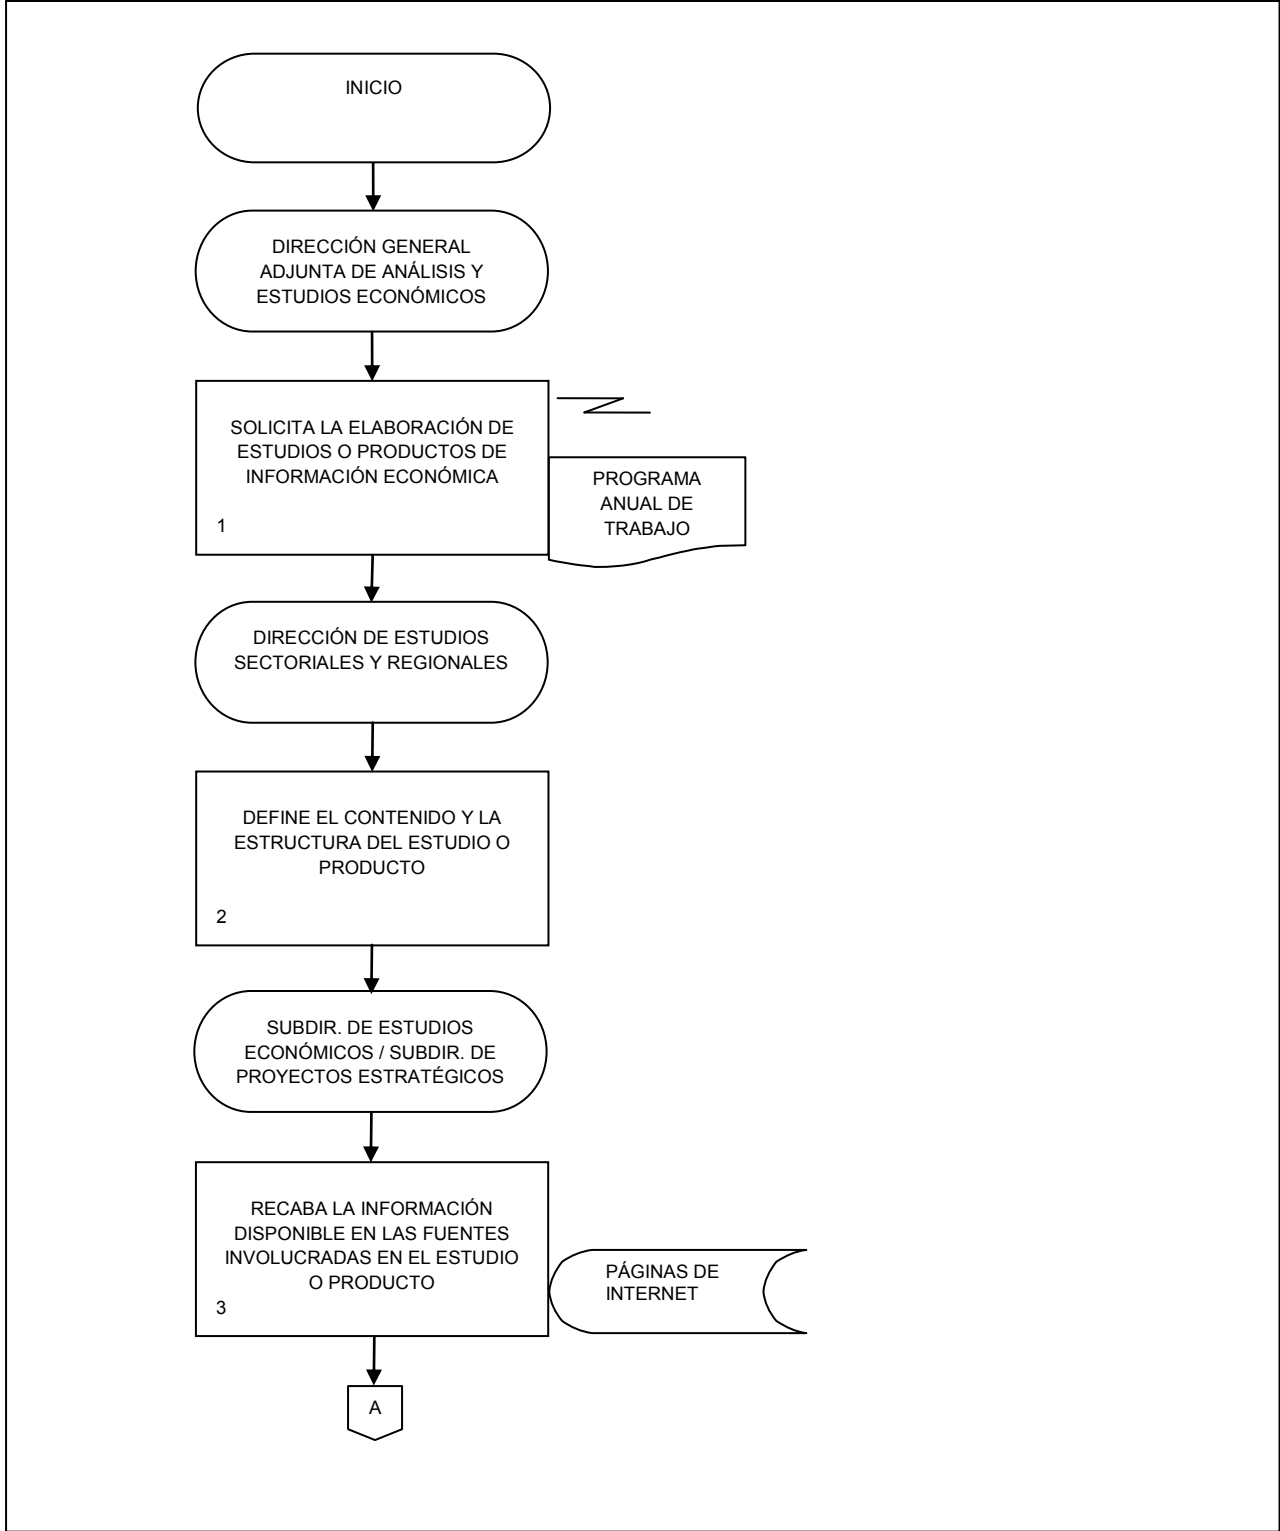 INICIO
DIRECCIÓN GENERAL
ADJUNTA DE ANÁLISIS Y
ESTUDIOS ECONÓMICOS
SOLICITA LA ELABORACIÓN DE
ESTUDIOS O PRODUCTOS DE
INFORMACIÓN ECONÓMICA
1
PROGRAMA
ANUAL DE
TRABAJO
DIRECCIÓN DE ESTUDIOS
SECTORIALES Y REGIONALES
DEFINE EL CONTENIDO Y LA
ESTRUCTURA DEL ESTUDIO O
PRODUCTO
2
SUBDIR. DE ESTUDIOS
ECONÓMICOS / SUBDIR. DE
PROYECTOS ESTRATÉGICOS
RECABA LA INFORMACIÓN
DISPONIBLE EN LAS FUENTES
INVOLUCRADAS EN EL ESTUDIO
O PRODUCTO
3
PÁGINAS DE
INTERNET
A